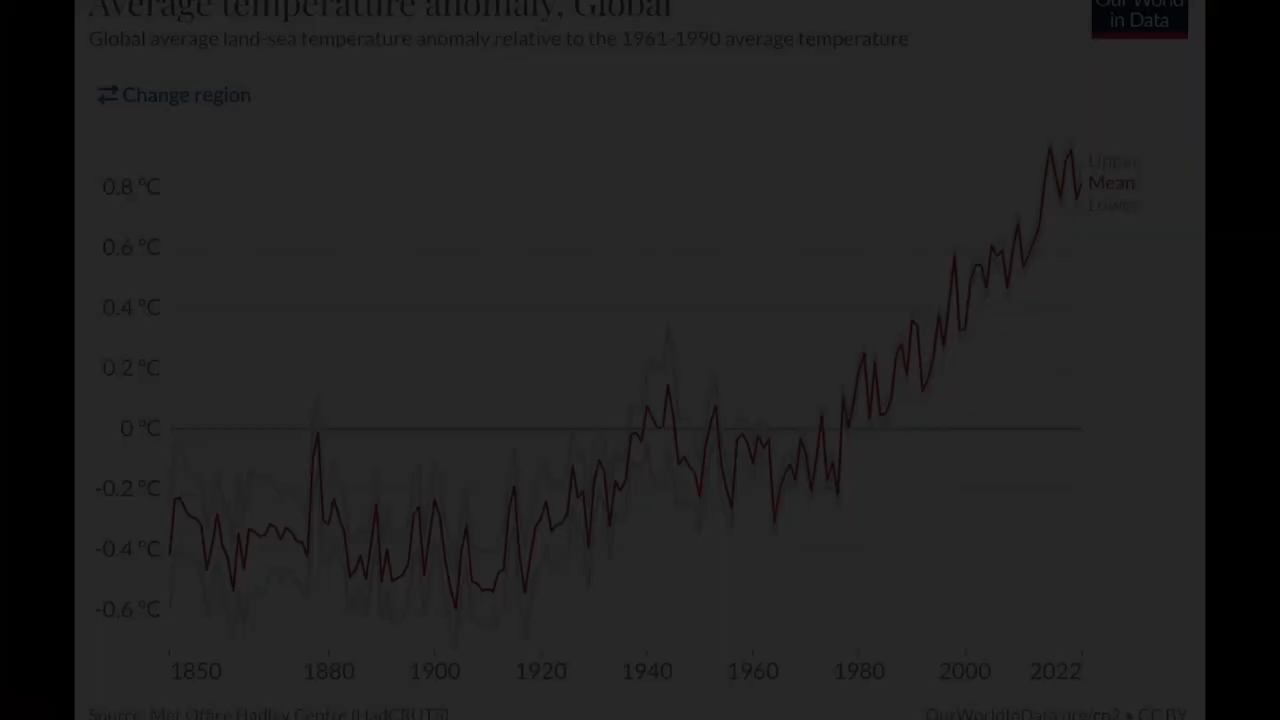 Average temperature anomaly, Global
Our World
in Data
Global average land-sea temperature anomaly relative to the 1961-1990 average temperature
⇄ Change region
Upper
0.8 °C
Mean
Lower
0.6 °C
0.4 °C
0.2 °C
0 °C
-0.2 °C
-0.4 °C
-0.6 °C
1850 1880 1900 1920 1940 1960 1980 2000 2022
Source: Met Office Hadley Centre (HadCRUT5)
OurWorldInData.org/co2 • CC BY